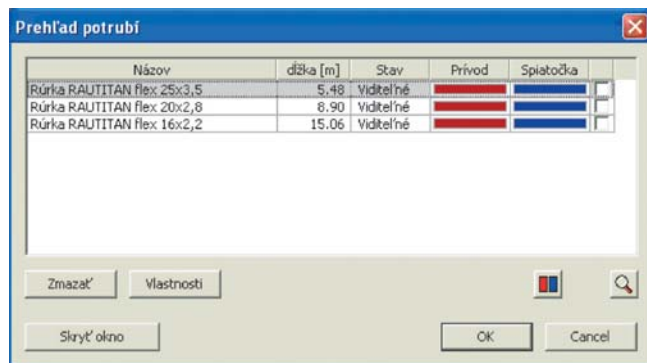 Prehľad potrubí
Názov dĺžka [m] Stav Prívod Spiatočka
Rúrka RAUTITAN flex 25x3,5 5.48 Viditeľné
Rúrka RAUTITAN flex 20x2,8 8.90 Viditeľné
Rúrka RAUTITAN flex 16x2,2 15.06 Viditeľné
Zmazať Vlastnosti
Skryť okno OK Cancel